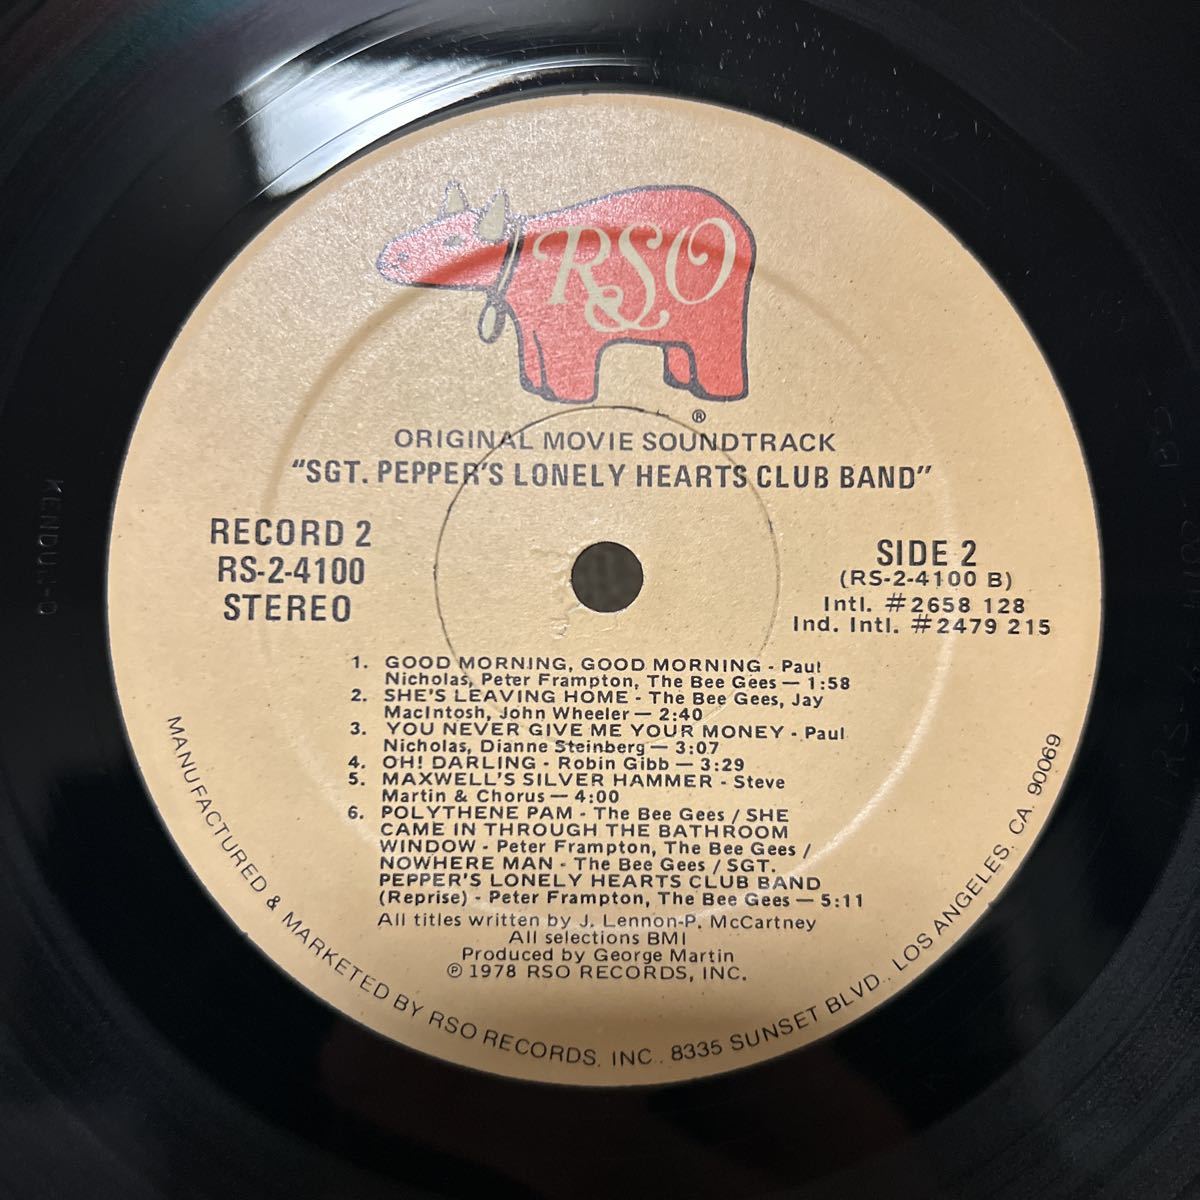 RSO
®
ORIGINAL MOVIE SOUNDTRACK
"SGT. PEPPER'S LONELY HEARTS CLUB BAND"
RECORD 2
RS-2-4100
STEREO
SIDE 2
(RS-2-4100 B)
Intl. #2658 128
Ind. Intl. #2479 215
1. GOOD MORNING, GOOD MORNING - Paul
Nicholas, Peter Frampton, The Bee Gees — 1:58
2. SHE'S LEAVING HOME - The Bee Gees, Jay
MacIntosh, John Wheeler — 2:40
3. YOU NEVER GIVE ME YOUR MONEY - Paul
Nicholas, Dianne Steinberg — 3:07
4. OH! DARLING - Robin Gibb — 3:29
5. MAXWELL'S SILVER HAMMER - Steve
Martin & Chorus — 4:00
6. POLYTHENE PAM - The Bee Gees / SHE
CAME IN THROUGH THE BATHROOM
WINDOW - Peter Frampton, The Bee Gees /
NOWHERE MAN - The Bee Gees / SGT.
PEPPER'S LONELY HEARTS CLUB BAND
(Reprise) - Peter Frampton, The Bee Gees — 5:11
All titles written by J. Lennon-P. McCartney
All selections BMI
Produced by George Martin
℗ 1978 RSO RECORDS, INC.
MANUFACTURED & MARKETED BY RSO RECORDS, INC. 8335 SUNSET BLVD., LOS ANGELES, CA. 90069